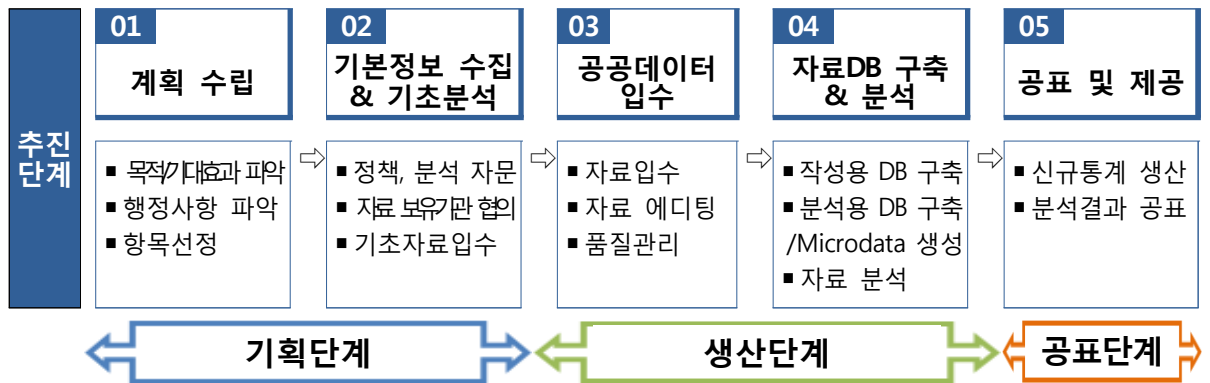 추진
단계
01
계획 수립
■ 목적/기대효과 파악
■ 행정사항 파악
■ 항목선정
02
기본정보 수집
& 기초분석
■ 정책, 분석 자문
■ 자료 보유기관 협의
■ 기초자료입수
03
공공데이터
입수
■ 자료입수
■ 자료 에디팅
■ 품질관리
04
자료DB 구축
& 분석
■ 작성용 DB 구축
■ 분석용 DB 구축
/Microdata 생성
■ 자료 분석
05
공표 및 제공
■ 신규통계 생산
■ 분석결과 공표
기획단계
생산단계
공표단계